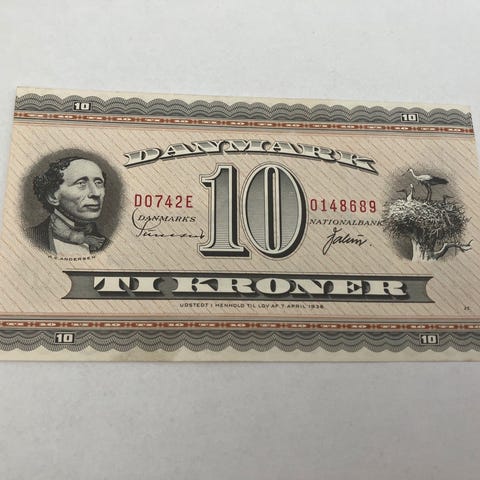 10 10
DANMARK
D0742E 10 0148689
DANMARKS NATIONALBANK
H.C. ANDERSEN
TI KRONER
UDSTEDT I HENHOLD TIL LOV AF 7. APRIL 1936
10 10